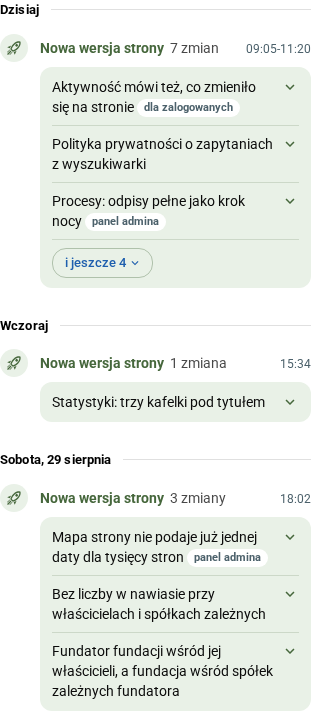 Dzisiaj
Nowa wersja strony 7 zmian 09:05-11:20
Aktywność mówi też, co zmieniło
się na stronie dla zalogowanych
Polityka prywatności o zapytaniach
z wyszukiwarki
Procesy: odpisy pełne jako krok
nocy panel admina
i jeszcze 4
Wczoraj
Nowa wersja strony 1 zmiana 15:34
Statystyki: trzy kafelki pod tytułem
Sobota, 29 sierpnia
Nowa wersja strony 3 zmiany 18:02
Mapa strony nie podaje już jednej
daty dla tysięcy stron panel admina
Bez liczby w nawiasie przy
właścicielach i spółkach zależnych
Fundator fundacji wśród jej
właścicieli, a fundacja wśród spółek
zależnych fundatora